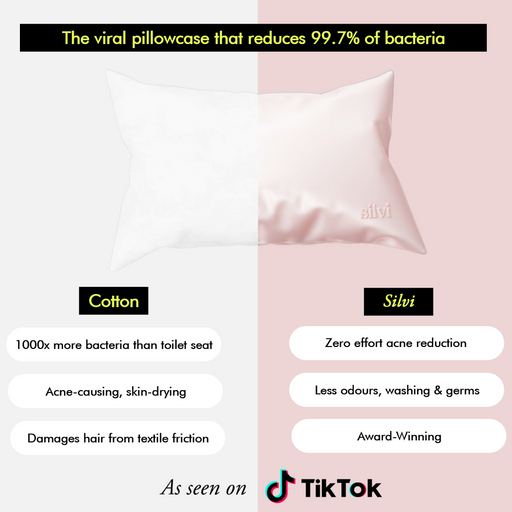 The viral pillowcase that reduces 99.7% of bacteria
silvi
Cotton
1000x more bacteria than toilet seat
Acne-causing, skin-drying
Damages hair from textile friction
Silvi
Zero effort acne reduction
Less odours, washing & germs
Award-Winning
As seen on TikTok